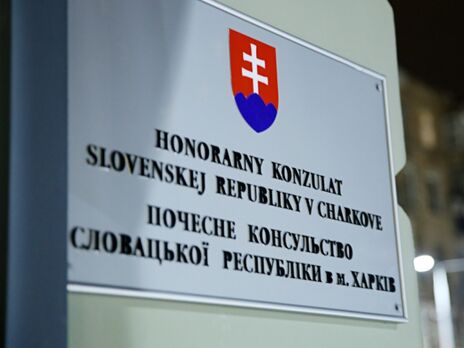 HONORARNY KONZULAT
SLOVENSKEJ REPUBLIKY V CHARKOVE
ПОЧЕСНЕ КОНСУЛЬСТВО
СЛОВАЦЬКОЇ РЕСПУБЛІКИ в м. ХАРКІВ